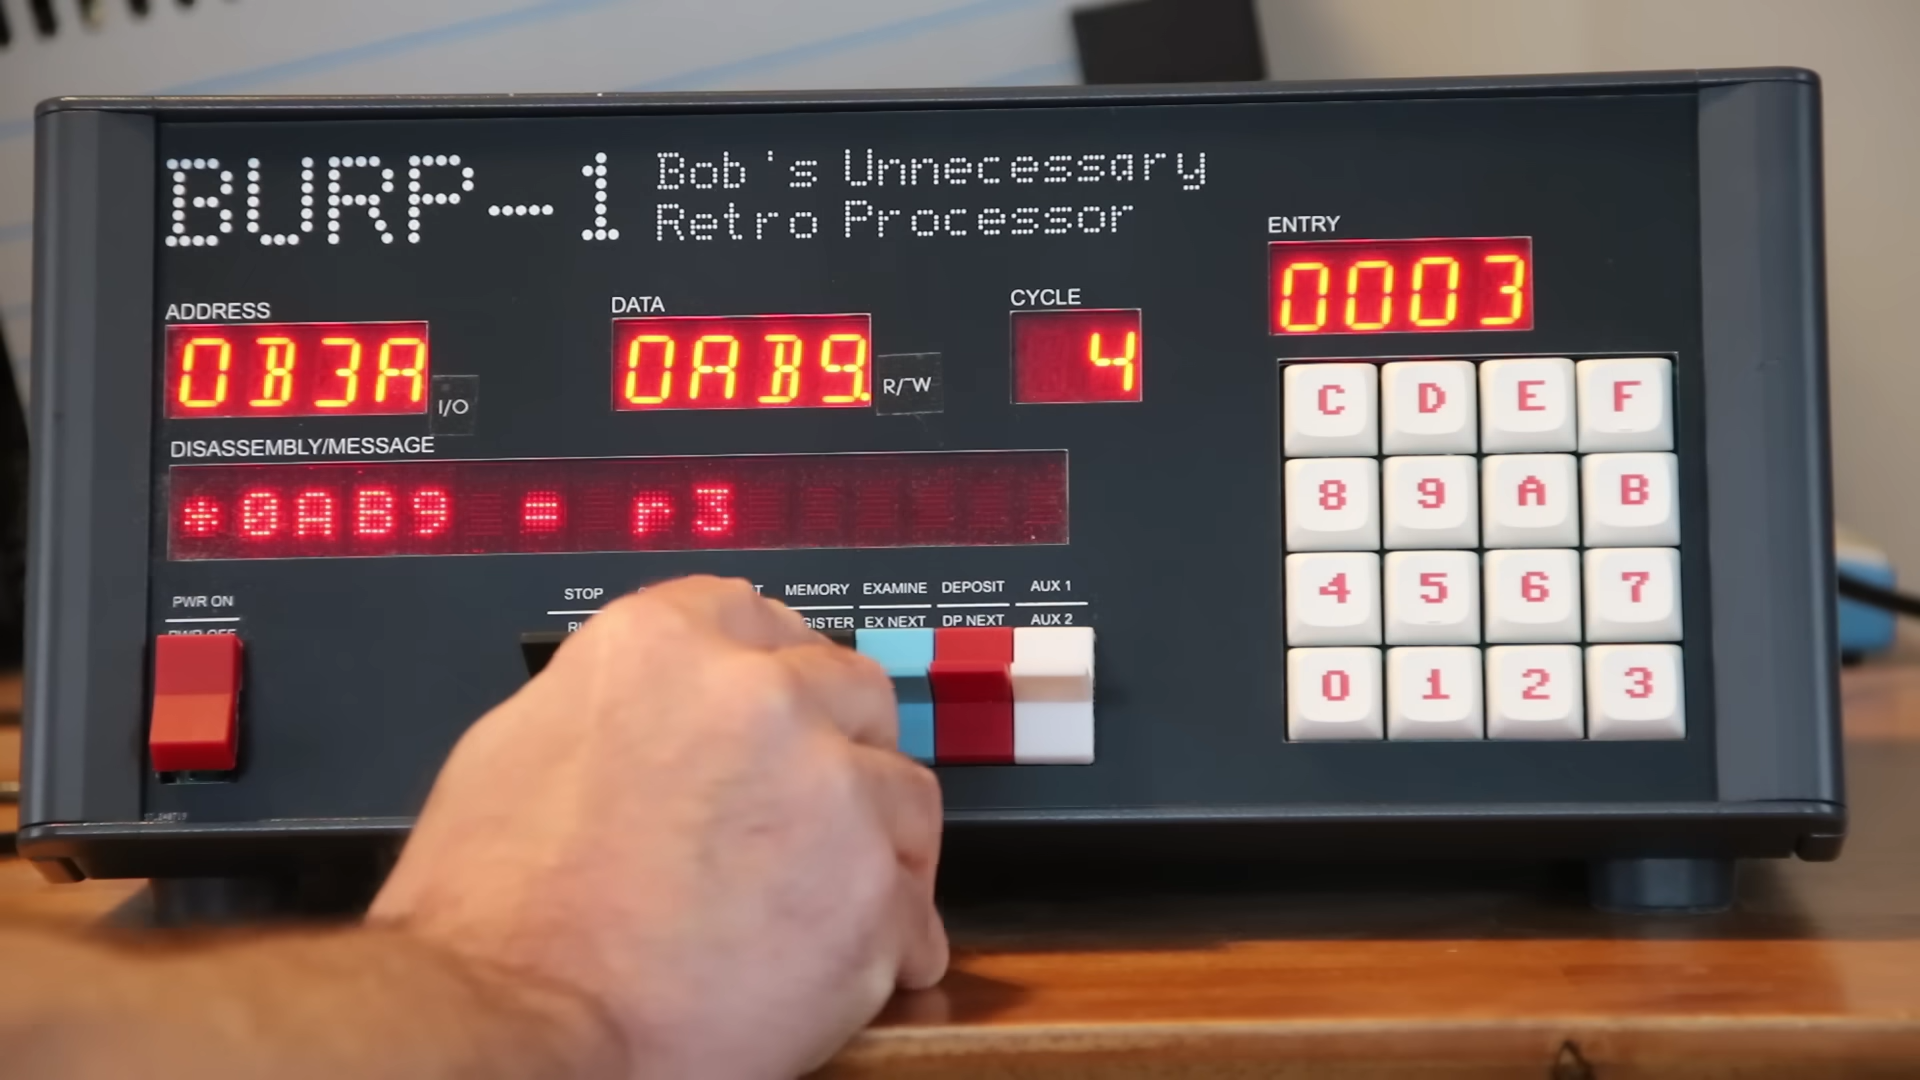 BURP-1
Bob's Unnecessary
Retro Processor
ENTRY
0003
ADDRESS
0B3A
I/O
DATA
0AB9.
R/W
CYCLE
4
DISASSEMBLY/MESSAGE
*0AB9 = r3
PWR ON
PWR OFF
STOP
MEMORY
EXAMINE
EX NEXT
DEPOSIT
DP NEXT
AUX 1
AUX 2
C D E F
8 9 A B
4 5 6 7
0 1 2 3